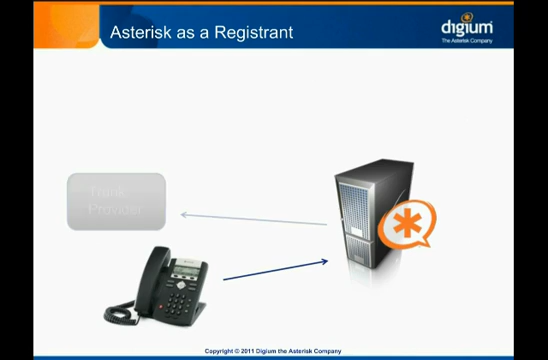 Asterisk as a Registrant
digium
The Asterisk Company
Trunk
Provider
Copyright © 2011 Digium the Asterisk Company